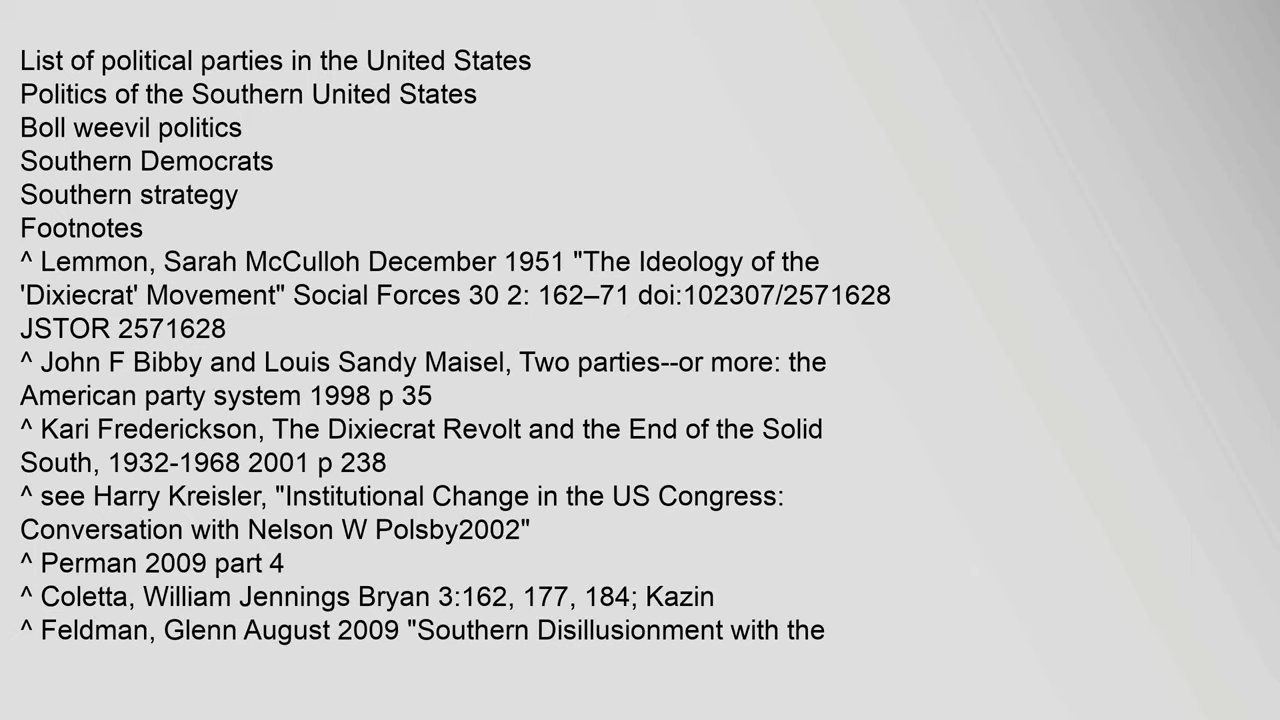 List of political parties in the United States
Politics of the Southern United States
Boll weevil politics
Southern Democrats
Southern strategy
Footnotes
^ Lemmon, Sarah McCulloh December 1951 "The Ideology of the
'Dixiecrat' Movement" Social Forces 30 2: 162–71 doi:102307/2571628
JSTOR 2571628
^ John F Bibby and Louis Sandy Maisel, Two parties--or more: the
American party system 1998 p 35
^ Kari Frederickson, The Dixiecrat Revolt and the End of the Solid
South, 1932-1968 2001 p 238
^ see Harry Kreisler, "Institutional Change in the US Congress:
Conversation with Nelson W Polsby2002"
^ Perman 2009 part 4
^ Coletta, William Jennings Bryan 3:162, 177, 184; Kazin
^ Feldman, Glenn August 2009 "Southern Disillusionment with the